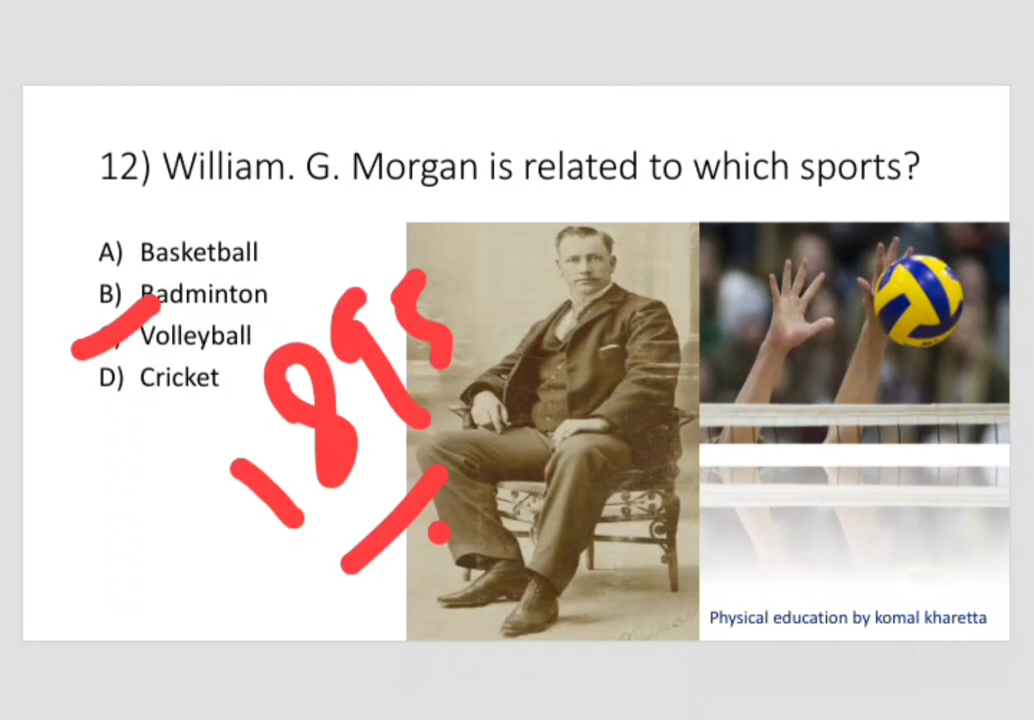 12) William. G. Morgan is related to which sports?
A) Basketball
B) Badminton
Volleyball
D) Cricket
1895
Physical education by komal kharetta